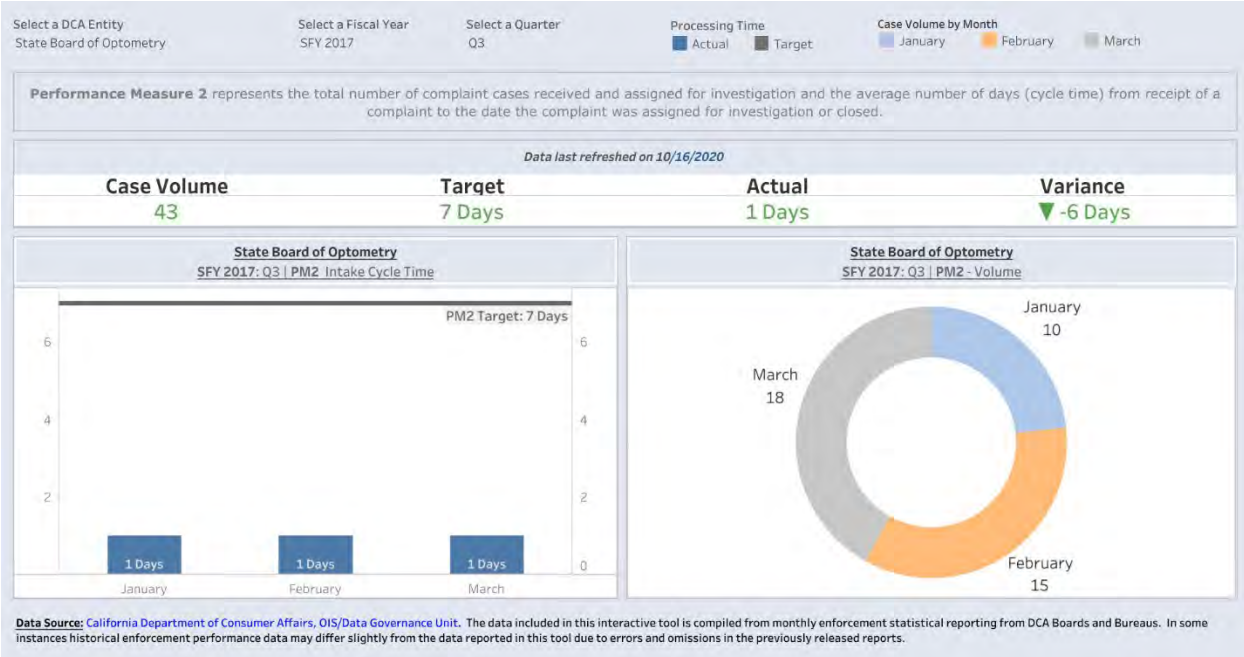 Select a DCA Entity
State Board of Optometry
Select a Fiscal Year
SFY 2017
Select a Quarter
Q3
Processing Time
Actual Target
Case Volume by Month
January February March
Performance Measure 2 represents the total number of complaint cases received and assigned for investigation and the average number of days (cycle time) from receipt of a
complaint to the date the complaint was assigned for investigation or closed.
Data last refreshed on 10/16/2020
Case Volume Target Actual Variance
43 7 Days 1 Days ▼ -6 Days
State Board of Optometry
SFY 2017: Q3 | PM2 Intake Cycle Time
PM2 Target: 7 Days
6 6
4 4
2 2
0
1 Days 1 Days 1 Days
January February March
State Board of Optometry
SFY 2017: Q3 | PM2 - Volume
January
10
March
18
February
15
Data Source: California Department of Consumer Affairs, OIS/Data Governance Unit. The data included in this interactive tool is compiled from monthly enforcement statistical reporting from DCA Boards and Bureaus. In some
instances historical enforcement performance data may differ slightly from the data reported in this tool due to errors and omissions in the previously released reports.